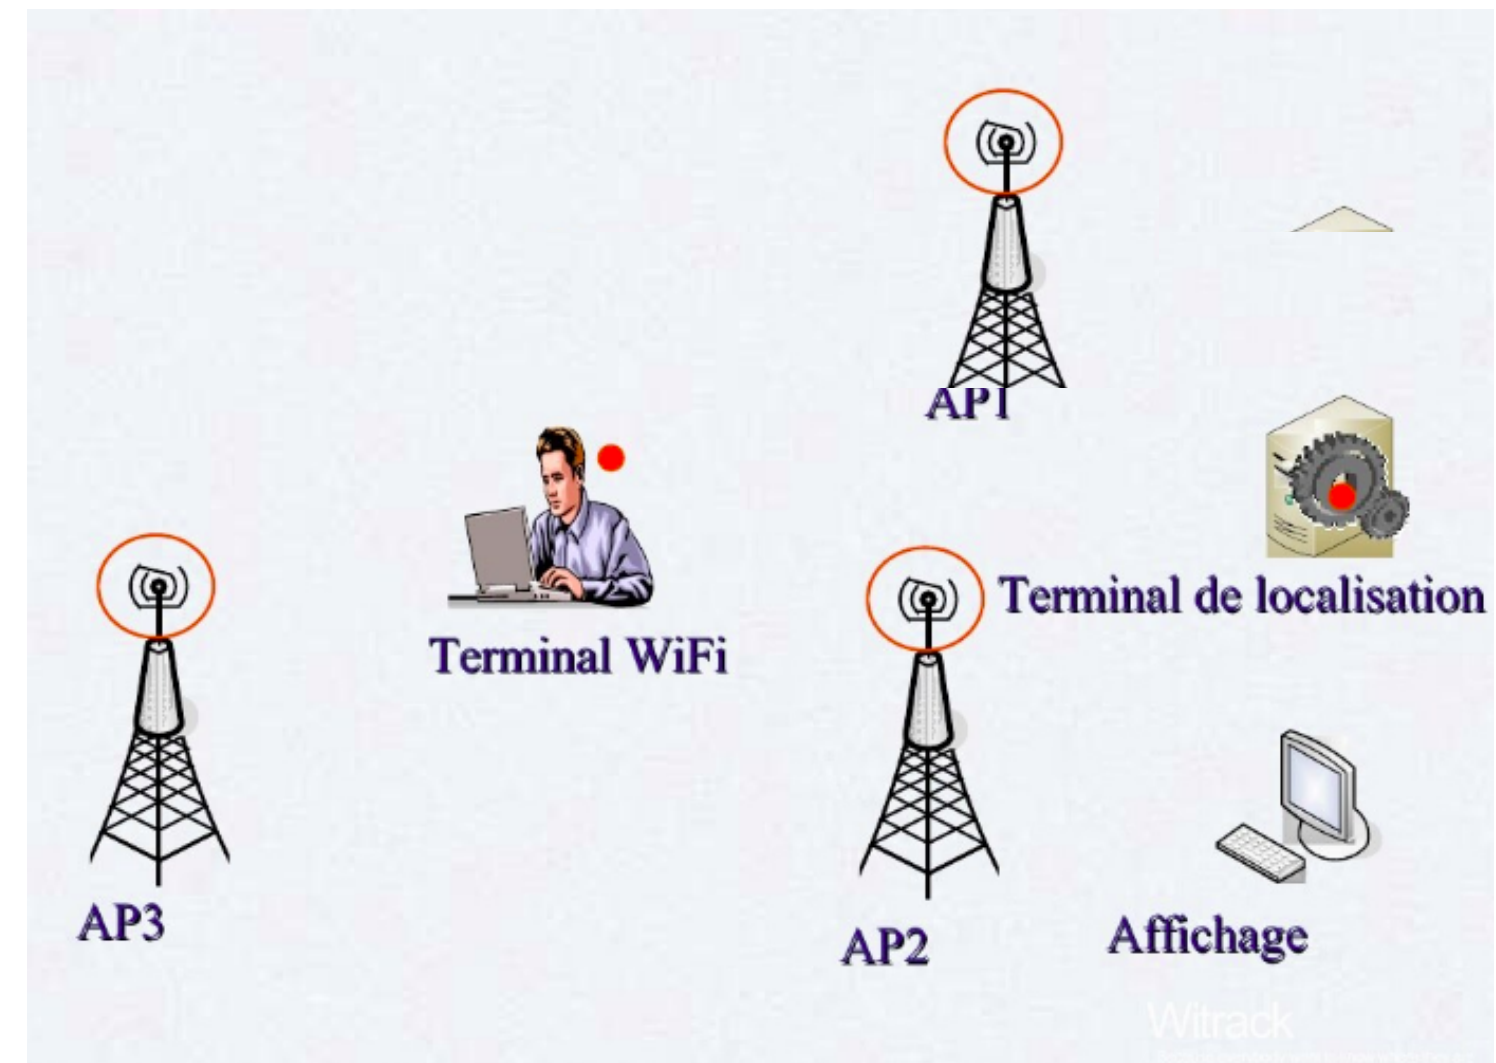 AP1
Terminal de localisation
Terminal WiFi
AP3
AP2
Affichage
Witrack